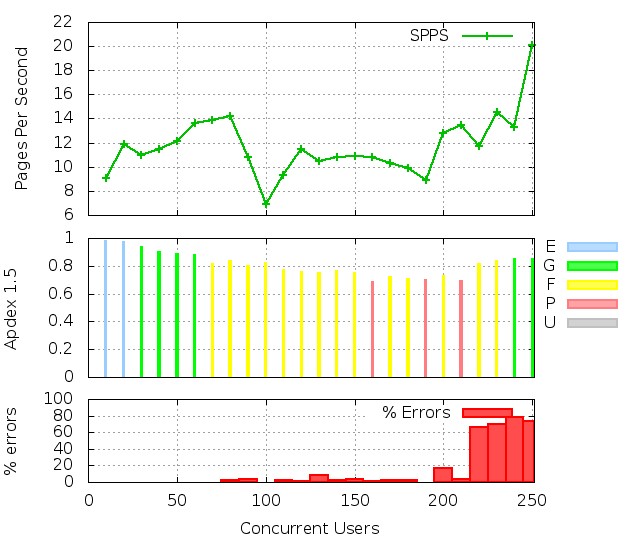 Pages Per Second
22
20
18
16
14
12
10
8
6
SPPS
Apdex 1.5
1
0.8
0.6
0.4
0.2
0
E
G
F
P
U
% errors
100
80
60
40
20
0
% Errors
0 50 100 150 200 250
Concurrent Users